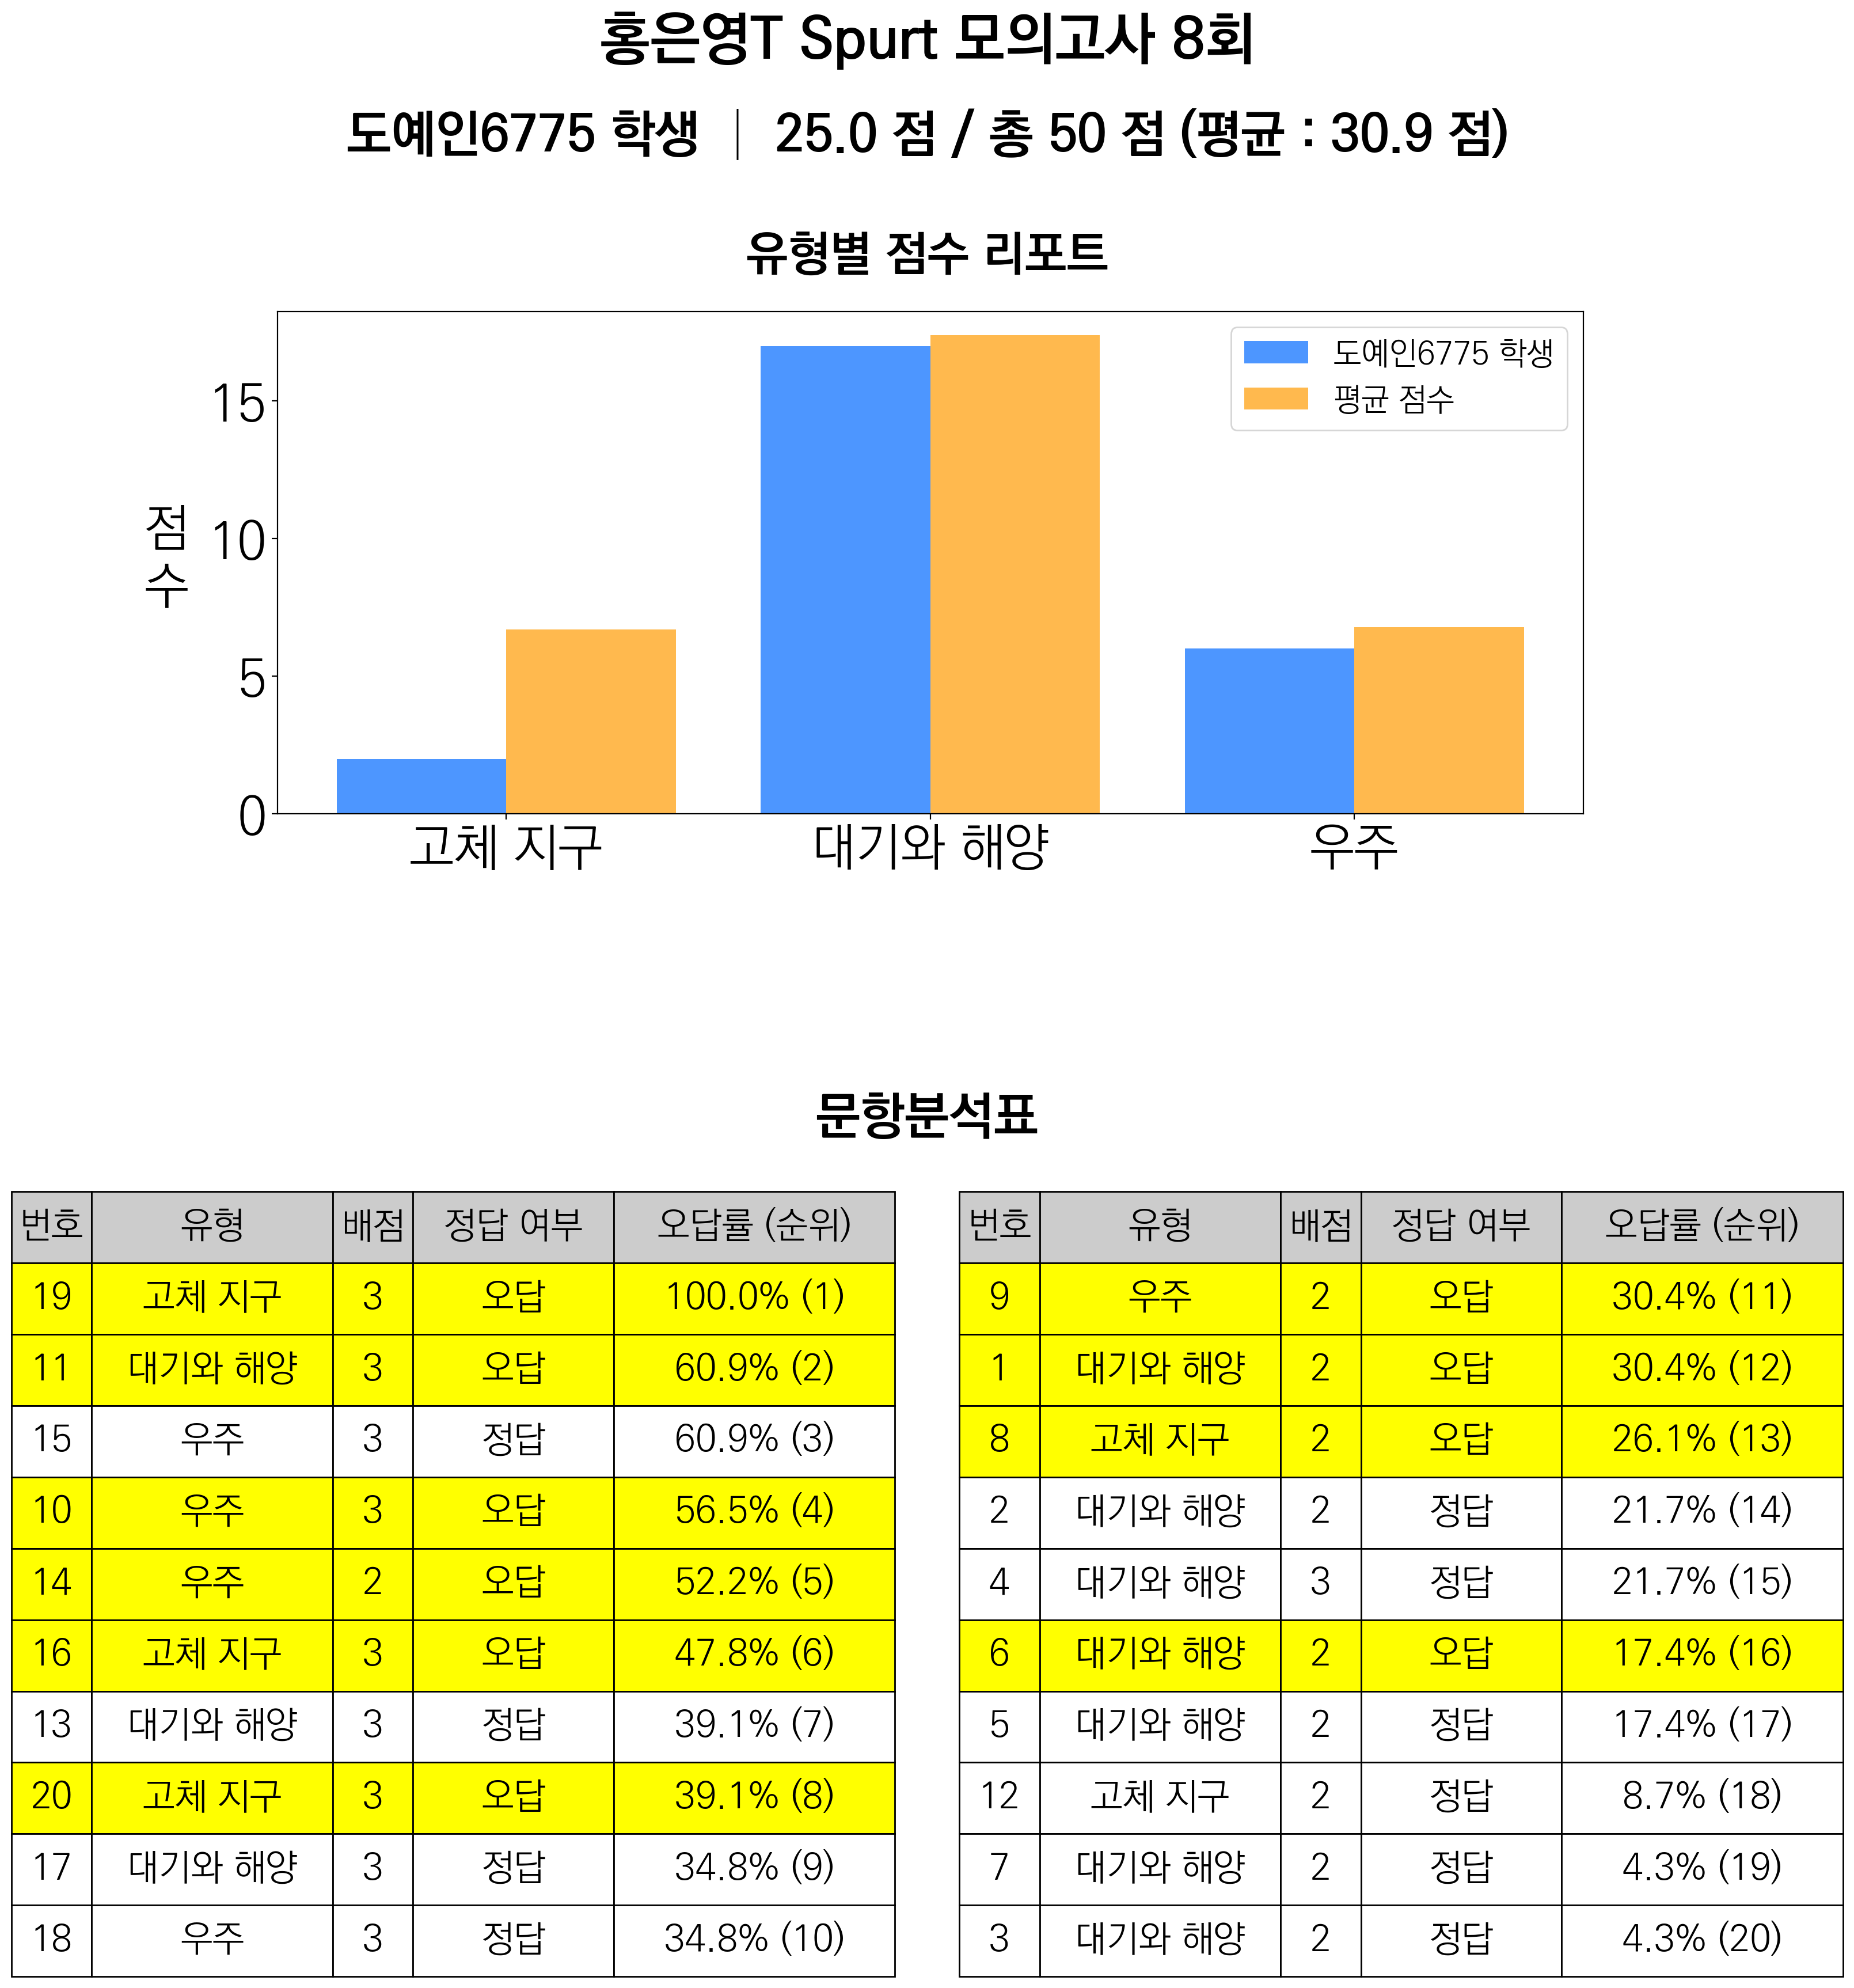 홍은영T Spurt 모의고사 8회
도예인6775 학생 | 25.0 점 / 총 50 점 (평균 : 30.9 점)
유형별 점수 리포트
도예인6775 학생
평균 점수
점
수
15
10
5
0
고체 지구 대기와 해양 우주
문항분석표
번호 유형 배점 정답 여부 오답률 (순위)
19 고체 지구 3 오답 100.0% (1)
11 대기와 해양 3 오답 60.9% (2)
15 우주 3 정답 60.9% (3)
10 우주 3 오답 56.5% (4)
14 우주 2 오답 52.2% (5)
16 고체 지구 3 오답 47.8% (6)
13 대기와 해양 3 정답 39.1% (7)
20 고체 지구 3 오답 39.1% (8)
17 대기와 해양 3 정답 34.8% (9)
18 우주 3 정답 34.8% (10)
번호 유형 배점 정답 여부 오답률 (순위)
9 우주 2 오답 30.4% (11)
1 대기와 해양 2 오답 30.4% (12)
8 고체 지구 2 오답 26.1% (13)
2 대기와 해양 2 정답 21.7% (14)
4 대기와 해양 3 정답 21.7% (15)
6 대기와 해양 2 오답 17.4% (16)
5 대기와 해양 2 정답 17.4% (17)
12 고체 지구 2 정답 8.7% (18)
7 대기와 해양 2 정답 4.3% (19)
3 대기와 해양 2 정답 4.3% (20)